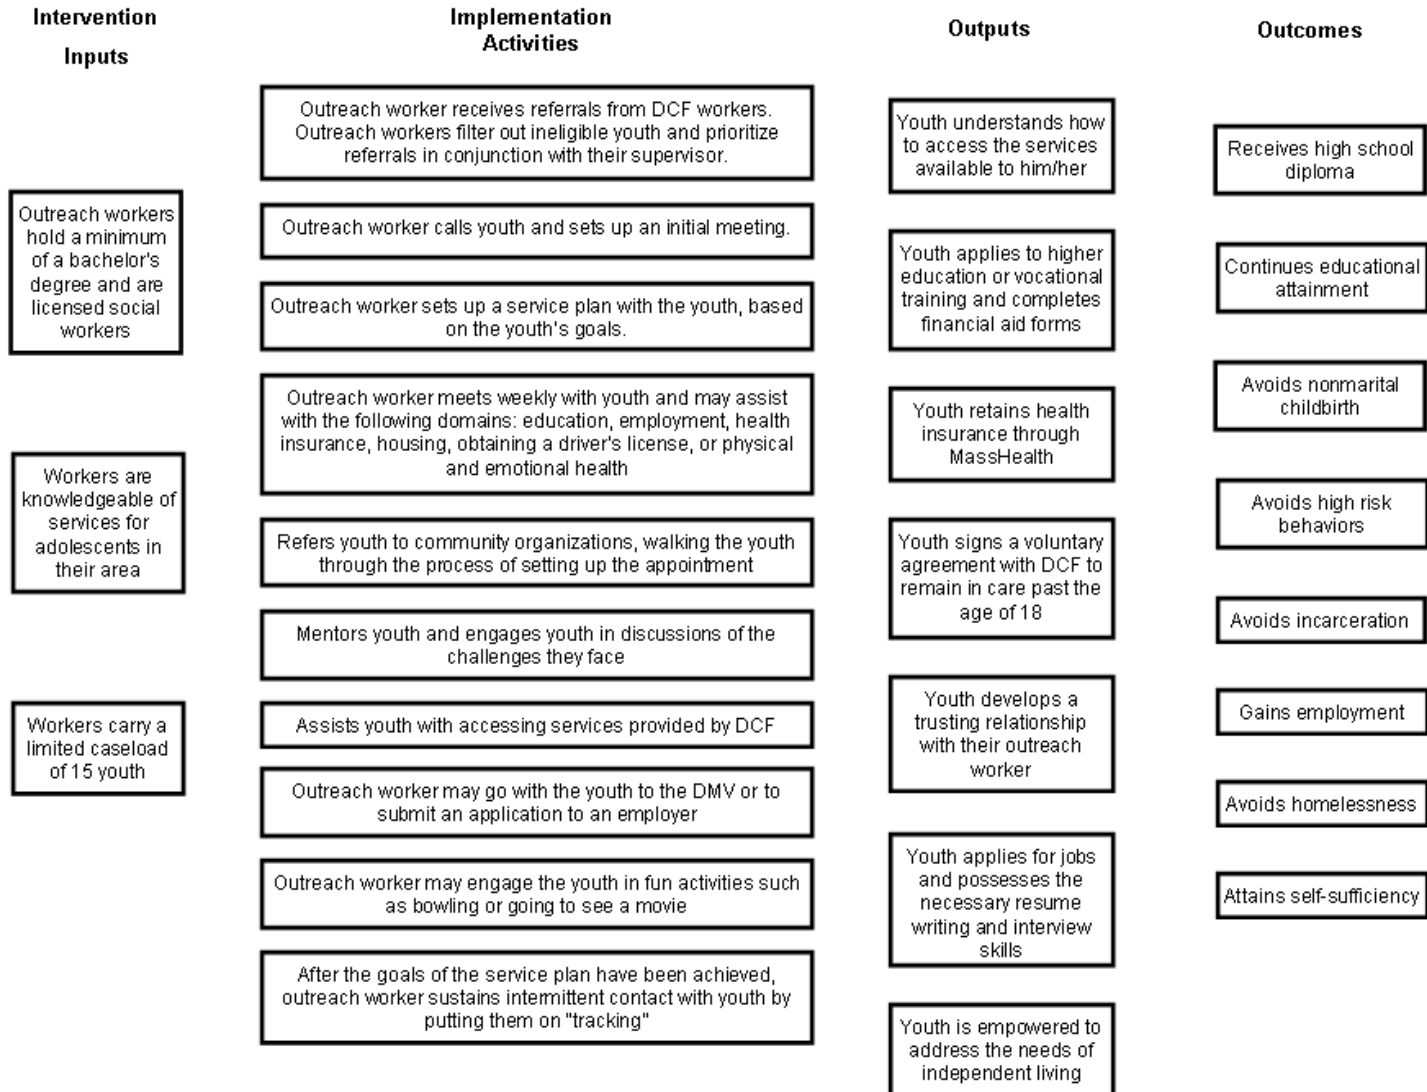 Intervention
Inputs
Implementation
Activities
Outputs
Outcomes
Outreach workers
hold a minimum
of a bachelor's
degree and are
licensed social
workers
Workers are
knowledgeable of
services for
adolescents in
their area
Workers carry a
limited caseload
of 15 youth
Outreach worker receives referrals from DCF workers.
Outreach workers filter out ineligible youth and prioritize
referrals in conjunction with their supervisor.
Outreach worker calls youth and sets up an initial meeting.
Outreach worker sets up a service plan with the youth, based
on the youth's goals.
Outreach worker meets weekly with youth and may assist
with the following domains: education, employment, health
insurance, housing, obtaining a driver's license, or physical
and emotional health
Refers youth to community organizations, walking the youth
through the process of setting up the appointment
Mentors youth and engages youth in discussions of the
challenges they face
Assists youth with accessing services provided by DCF
Outreach worker may go with the youth to the DMV or to
submit an application to an employer
Outreach worker may engage the youth in fun activities such
as bowling or going to see a movie
After the goals of the service plan have been achieved,
outreach worker sustains intermittent contact with youth by
putting them on "tracking"
Youth understands how
to access the services
available to him/her
Youth applies to higher
education or vocational
training and completes
financial aid forms
Youth retains health
insurance through
MassHealth
Youth signs a voluntary
agreement with DCF to
remain in care past the
age of 18
Youth develops a
trusting relationship
with their outreach
worker
Youth applies for jobs
and possesses the
necessary resume
writing and interview
skills
Youth is empowered to
address the needs of
independent living
Receives high school
diploma
Continues educational
attainment
Avoids nonmarital
childbirth
Avoids high risk
behaviors
Avoids incarceration
Gains employment
Avoids homelessness
Attains self-sufficiency